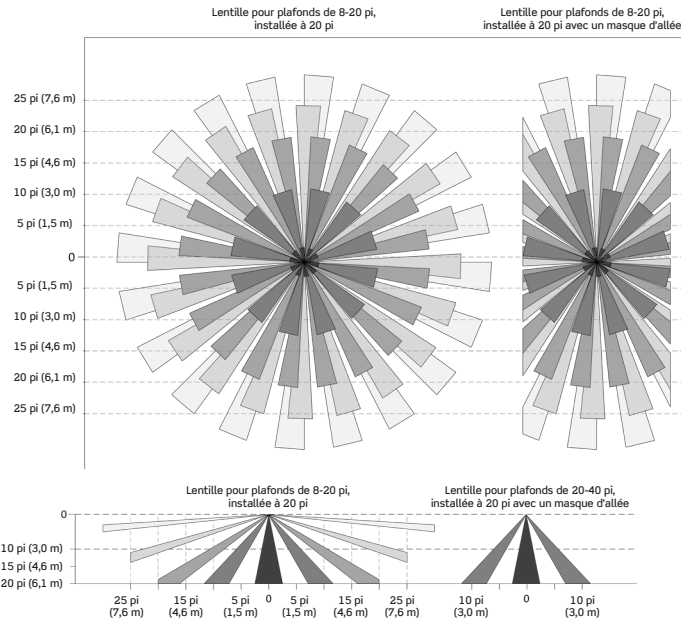 Lentille pour plafonds de 8-20 pi,
installée à 20 pi
Lentille pour plafonds de 8-20 pi,
installée à 20 pi avec un masque d'allée
25 pi (7,6 m)
20 pi (6,1 m)
15 pi (4,6 m)
10 pi (3,0 m)
5 pi (1,5 m)
0
5 pi (1,5 m)
10 pi (3,0 m)
15 pi (4,6 m)
20 pi (6,1 m)
25 pi (7,6 m)
Lentille pour plafonds de 8-20 pi,
installée à 20 pi
Lentille pour plafonds de 20-40 pi,
installée à 20 pi avec un masque d'allée
0
10 pi (3,0 m)
15 pi (4,6 m)
20 pi (6,1 m)
25 pi 15 pi 5 pi 0 5 pi 15 pi 25 pi
(7,6 m) (4,6 m) (1,5 m) (1,5 m) (4,6 m) (7,6 m)
10 pi 0 10 pi
(3,0 m) (3,0 m)